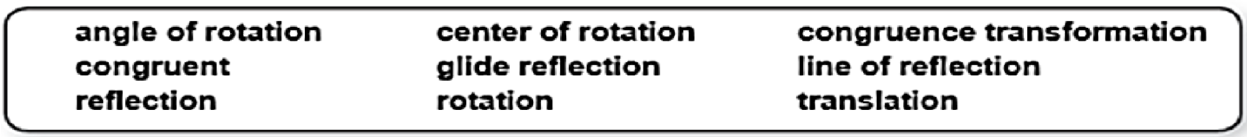 angle of rotation center of rotation congruence transformation
congruent glide reflection line of reflection
reflection rotation translation